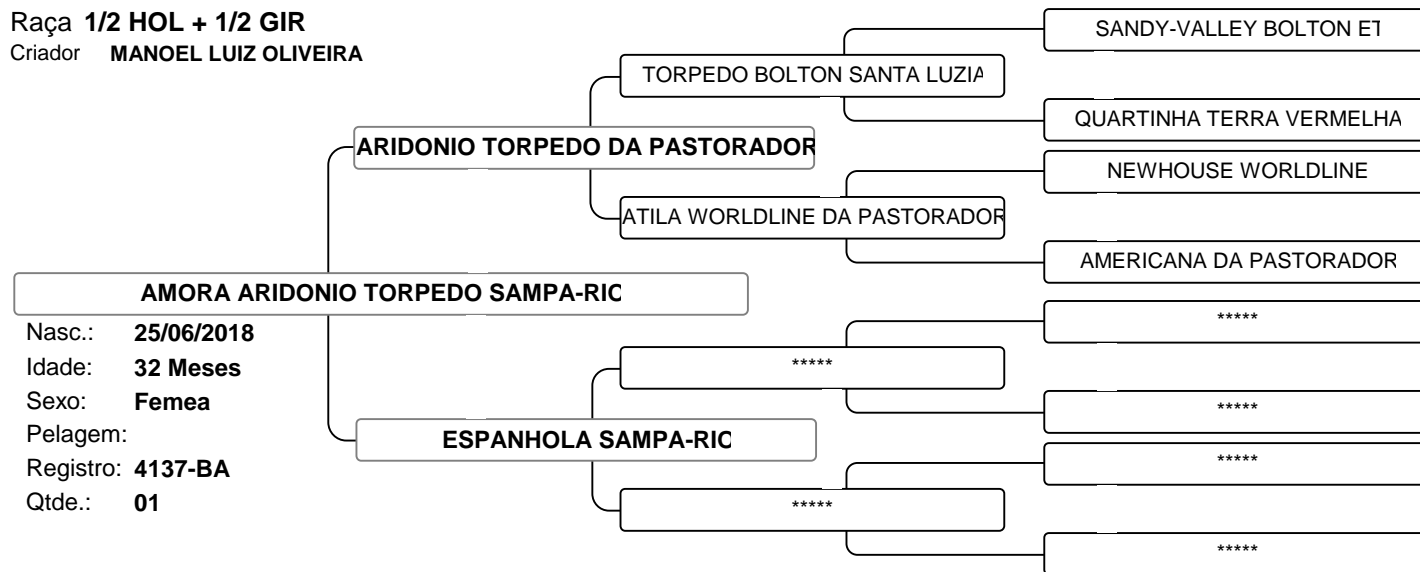 Raça 1/2 HOL + 1/2 GIR
Criador MANOEL LUIZ OLIVEIRA
SANDY-VALLEY BOLTON ET
TORPEDO BOLTON SANTA LUZIA
QUARTINHA TERRA VERMELHA
ARIDONIO TORPEDO DA PASTORADOR
NEWHOUSE WORLDLINE
ATILA WORLDLINE DA PASTORADOR
AMERICANA DA PASTORADOR
AMORA ARIDONIO TORPEDO SAMPA-RIO
Nasc.: 25/06/2018
Idade: 32 Meses
Sexo: Femea
Pelagem:
Registro: 4137-BA
Qtde.: 01
*****
*****
*****
ESPANHOLA SAMPA-RIO
*****
*****
*****